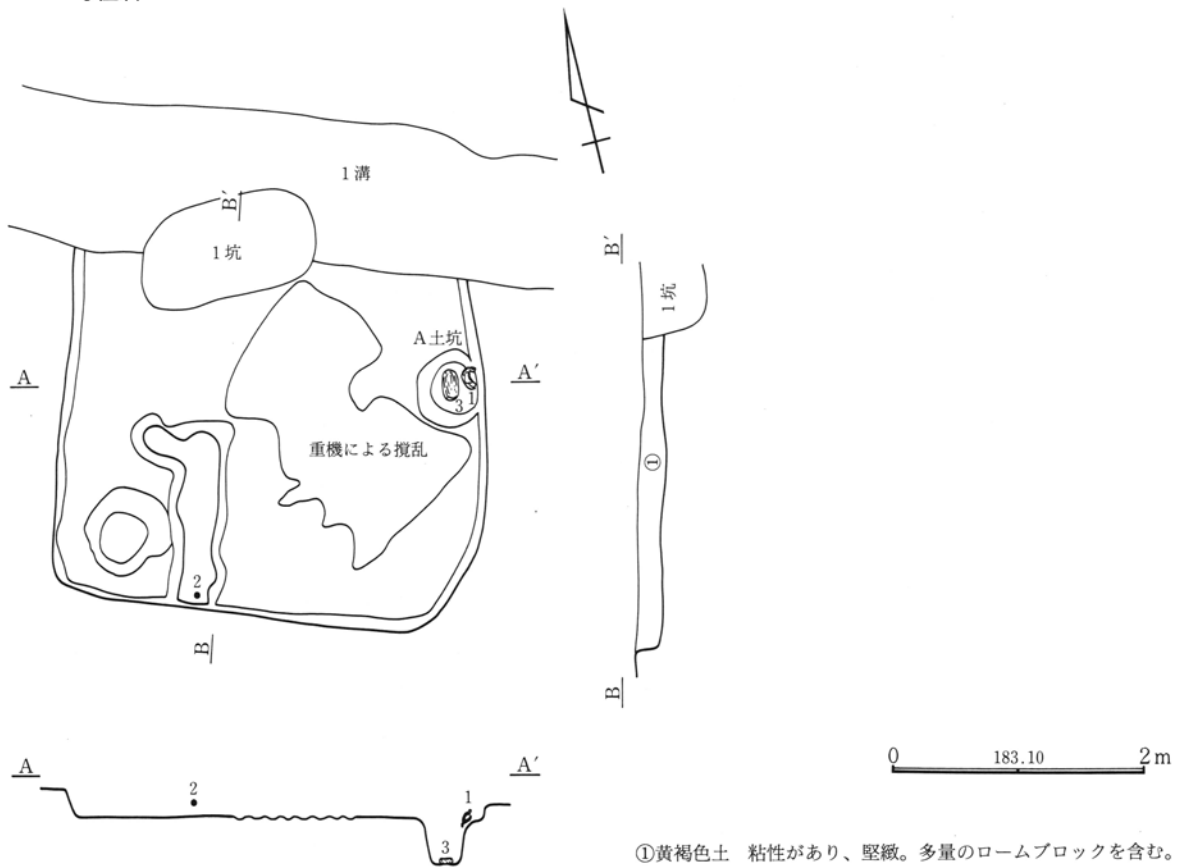 1溝
B′
1坑
A土坑
A
A′
3
1
重機による攪乱
2
B
B′
1坑
①
B
A
A′
2
1
3
0 183.10 2m
①黄褐色土 粘性があり、堅緻。多量のロームブロックを含む。